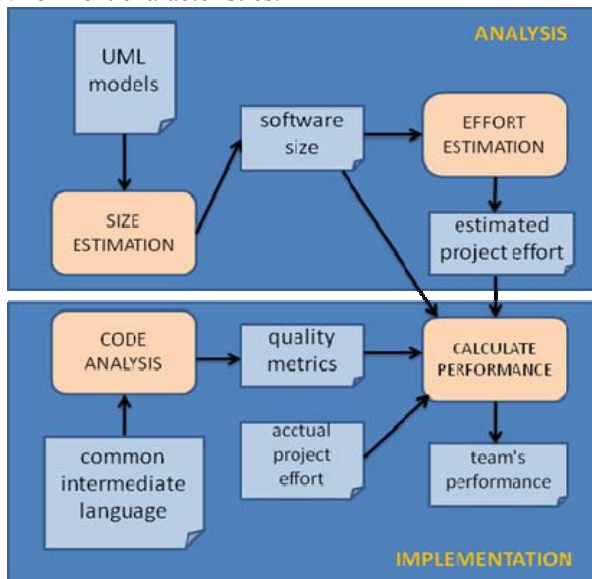 ANALYSIS
UML
models
software
size
EFFORT
ESTIMATION
SIZE
ESTIMATION
estimated
project effort
CODE
ANALYSIS
quality
metrics
CALCULATE
PERFORMANCE
common
intermediate
language
acctual
project
effort
team's
performance
IMPLEMENTATION